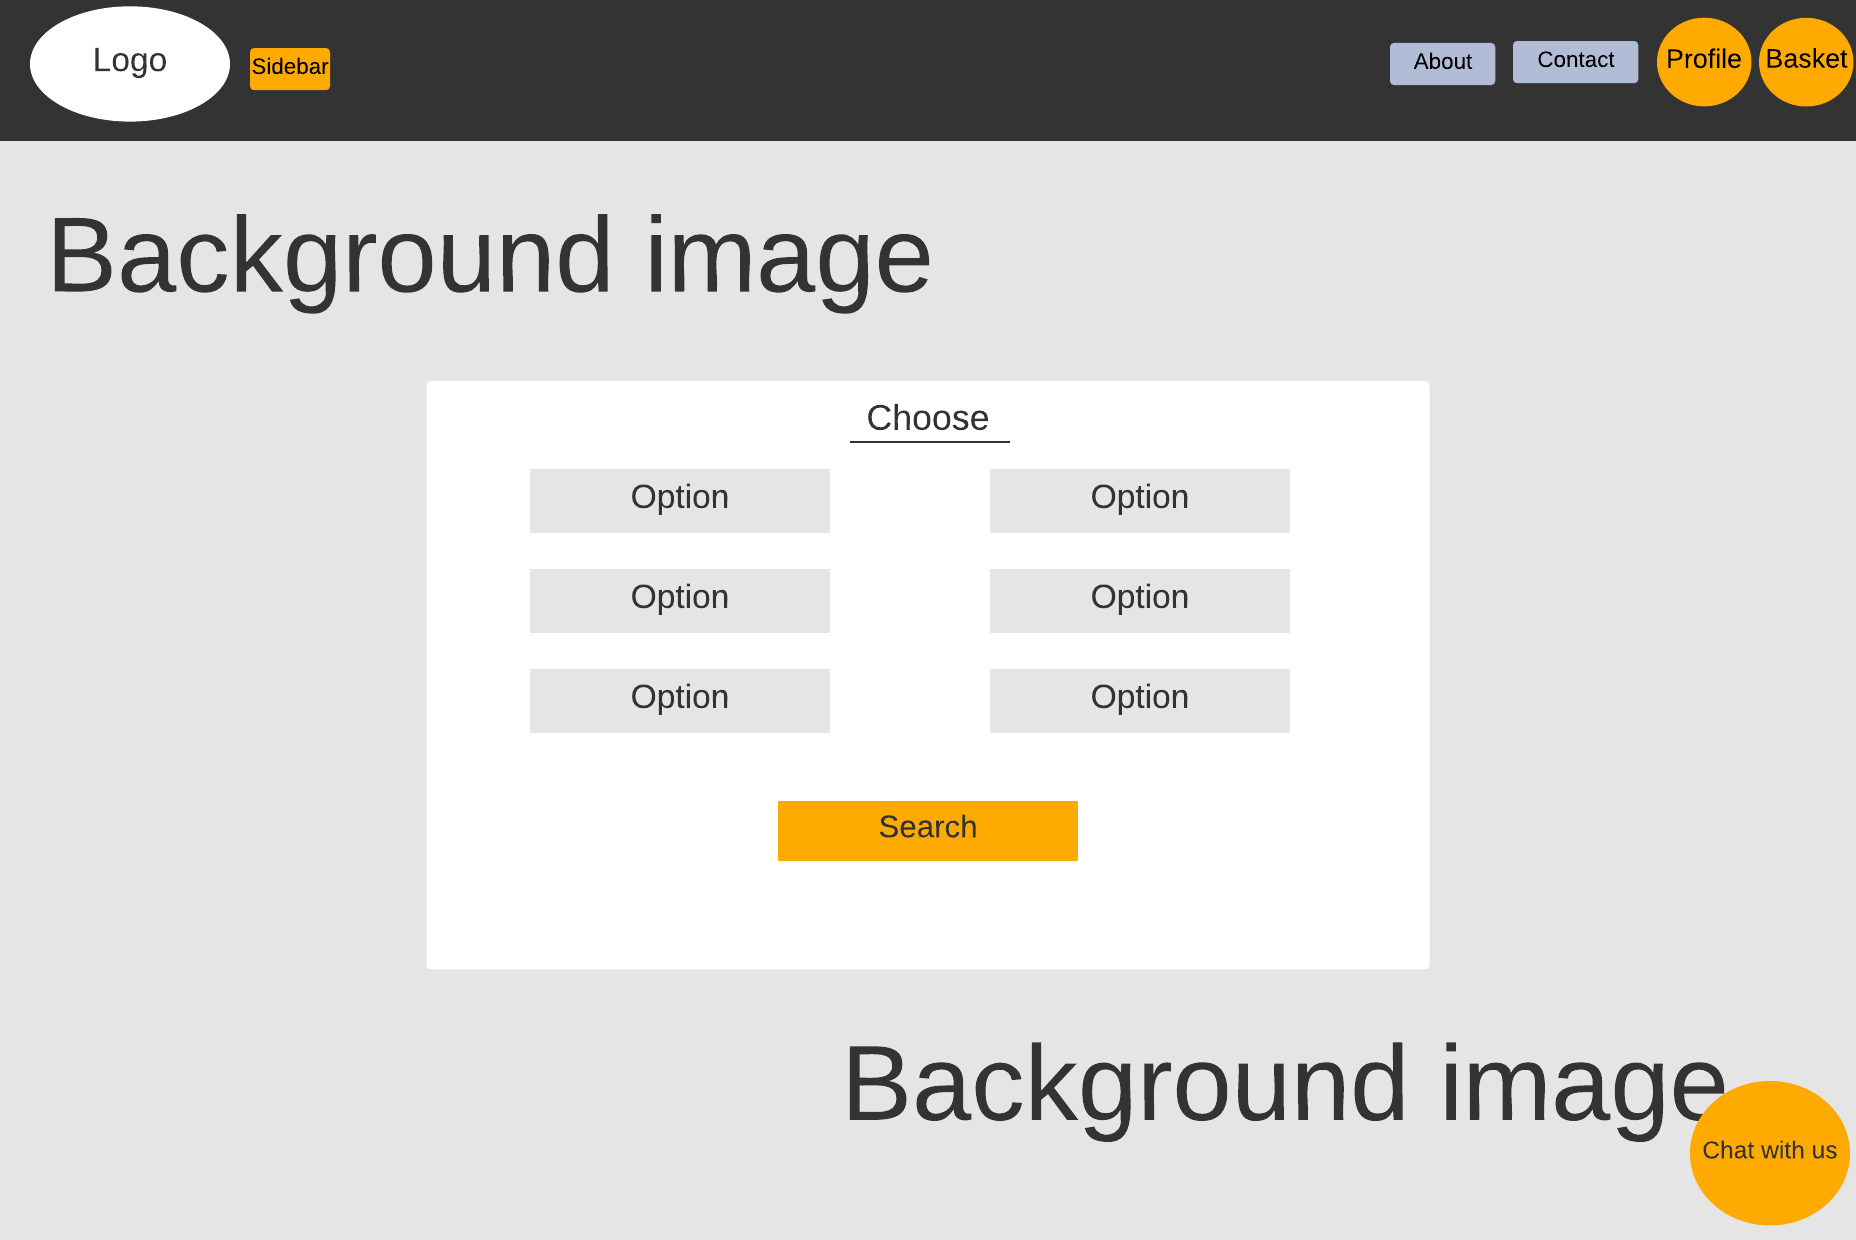 Logo
Sidebar
About
Contact
Profile
Basket
Background image
Choose
Option
Option
Option
Option
Option
Option
Search
Background image
Chat with us